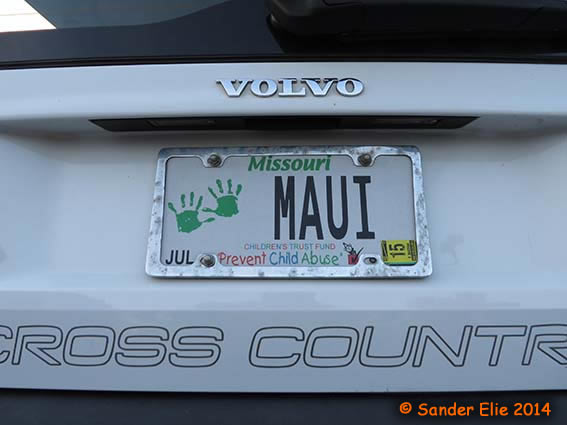 VOLVO
Missouri
MAUI
CHILDREN'S TRUST FUND
JUL "Prevent Child Abuse" 15
CROSS COUNTR
© Sander Elie 2014